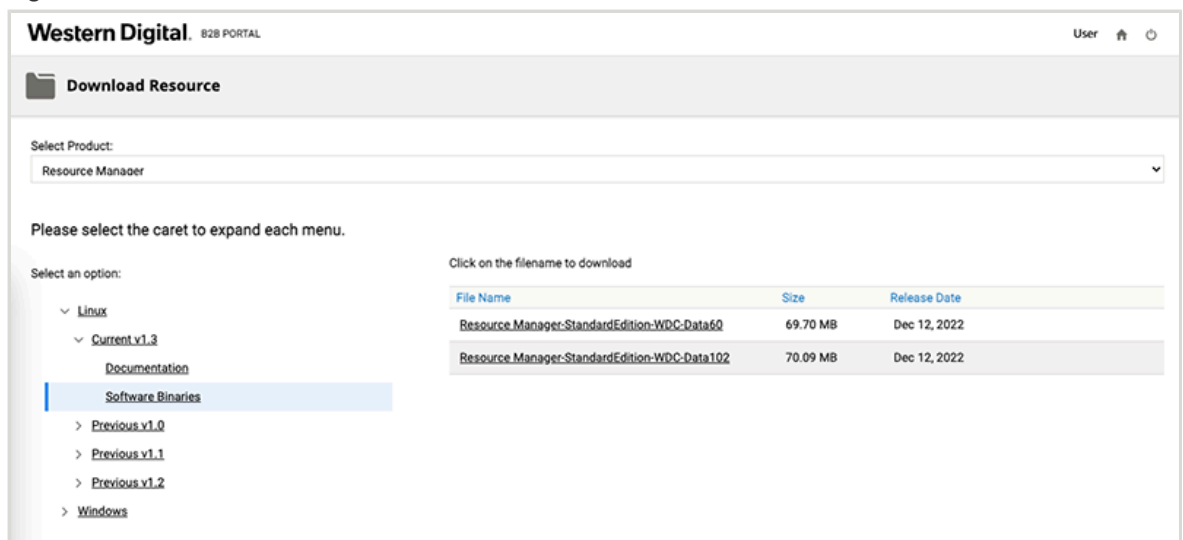 Western Digital. B2B PORTAL
User
Download Resource
Select Product:
Resource Manager
Please select the caret to expand each menu.
Select an option:
Linux
Current v1.3
Documentation
Software Binaries
Previous v1.0
Previous v1.1
Previous v1.2
Windows
Click on the filename to download
File Name Size Release Date
Resource Manager-StandardEdition-WDC-Data60 69.70 MB Dec 12, 2022
Resource Manager-StandardEdition-WDC-Data102 70.09 MB Dec 12, 2022